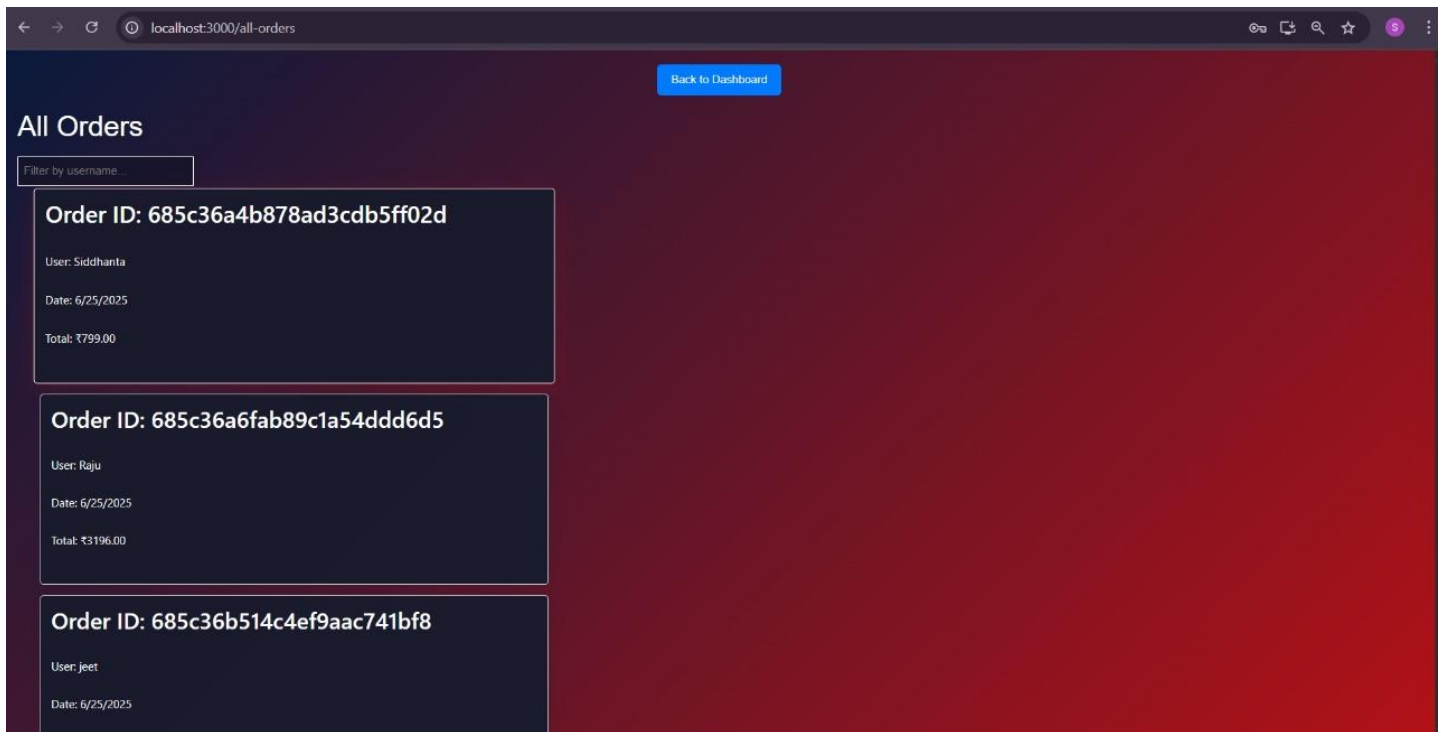 localhost:3000/all-orders
S
Back to Dashboard
All Orders
Filter by username...
Order ID: 685c36a4b878ad3cdb5ff02d
User: Siddhanta
Date: 6/25/2025
Total: ₹799.00
Order ID: 685c36a6fab89c1a54ddd6d5
User: Raju
Date: 6/25/2025
Total: ₹3196.00
Order ID: 685c36b514c4ef9aac741bf8
User: jeet
Date: 6/25/2025